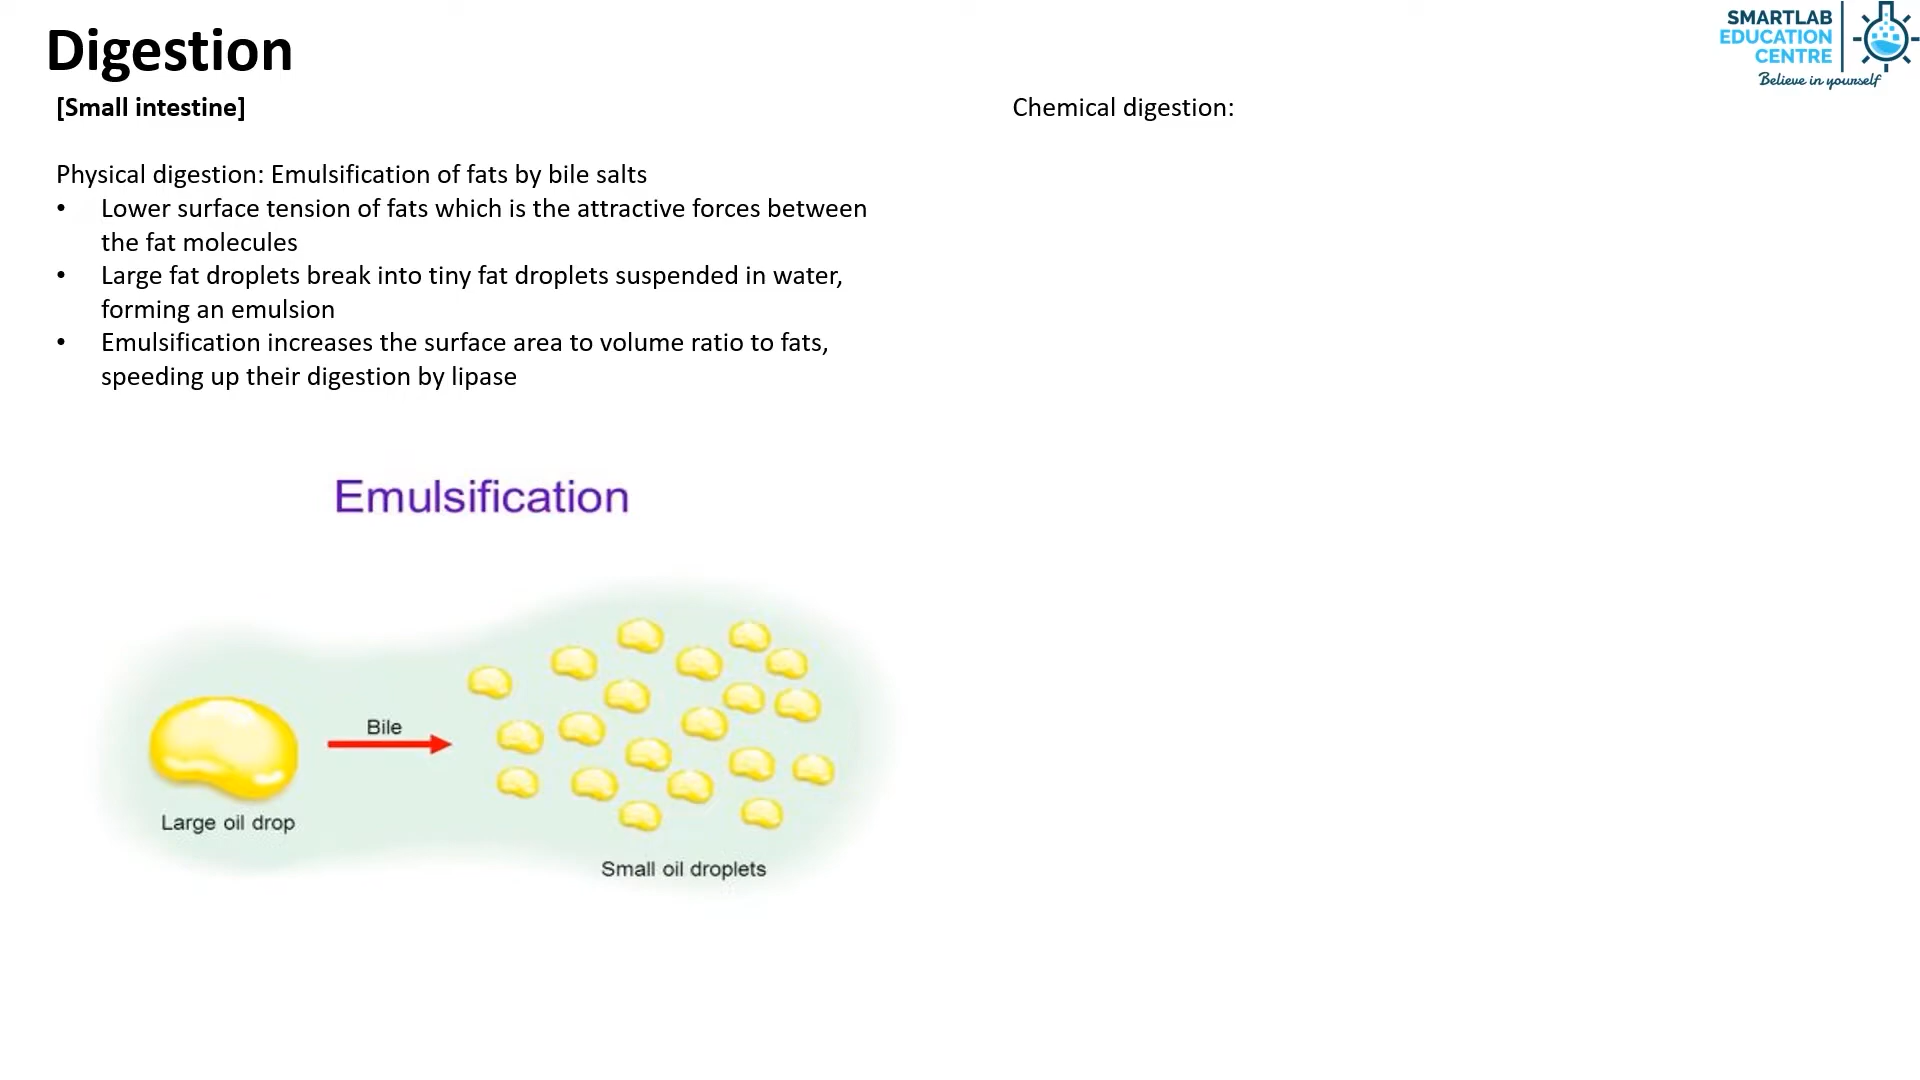 Digestion
SMARTLAB
EDUCATION
CENTRE
Believe in yourself
[Small intestine]
Physical digestion: Emulsification of fats by bile salts
• Lower surface tension of fats which is the attractive forces between
the fat molecules
• Large fat droplets break into tiny fat droplets suspended in water,
forming an emulsion
• Emulsification increases the surface area to volume ratio to fats,
speeding up their digestion by lipase
Emulsification
Bile
Large oil drop
Small oil droplets
Chemical digestion: